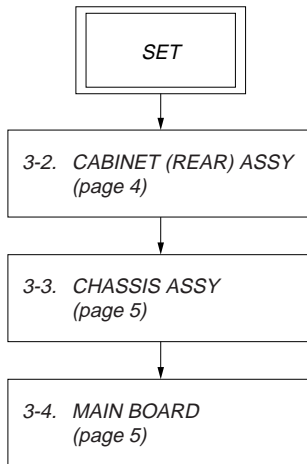 SET
3-2. CABINET (REAR) ASSY
(page 4)
3-3. CHASSIS ASSY
(page 5)
3-4. MAIN BOARD
(page 5)